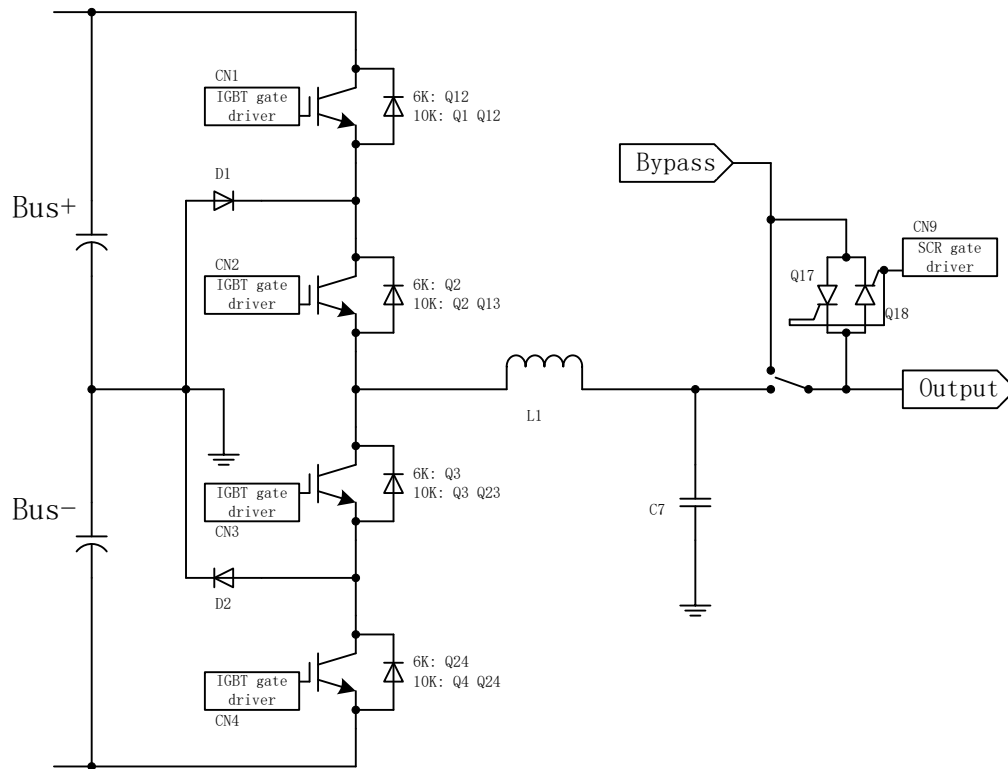 CN1
IGBT gate
driver
6K: Q12
10K: Q1 Q12
Bypass
D1
Bus+
CN9
SCR gate
driver
CN2
IGBT gate
driver
6K: Q2
10K: Q2 Q13
Q17
Q18
L1
Output
6K: Q3
10K: Q3 Q23
IGBT gate
driver
CN3
Bus-
C7
D2
6K: Q24
10K: Q4 Q24
IGBT gate
driver
CN4